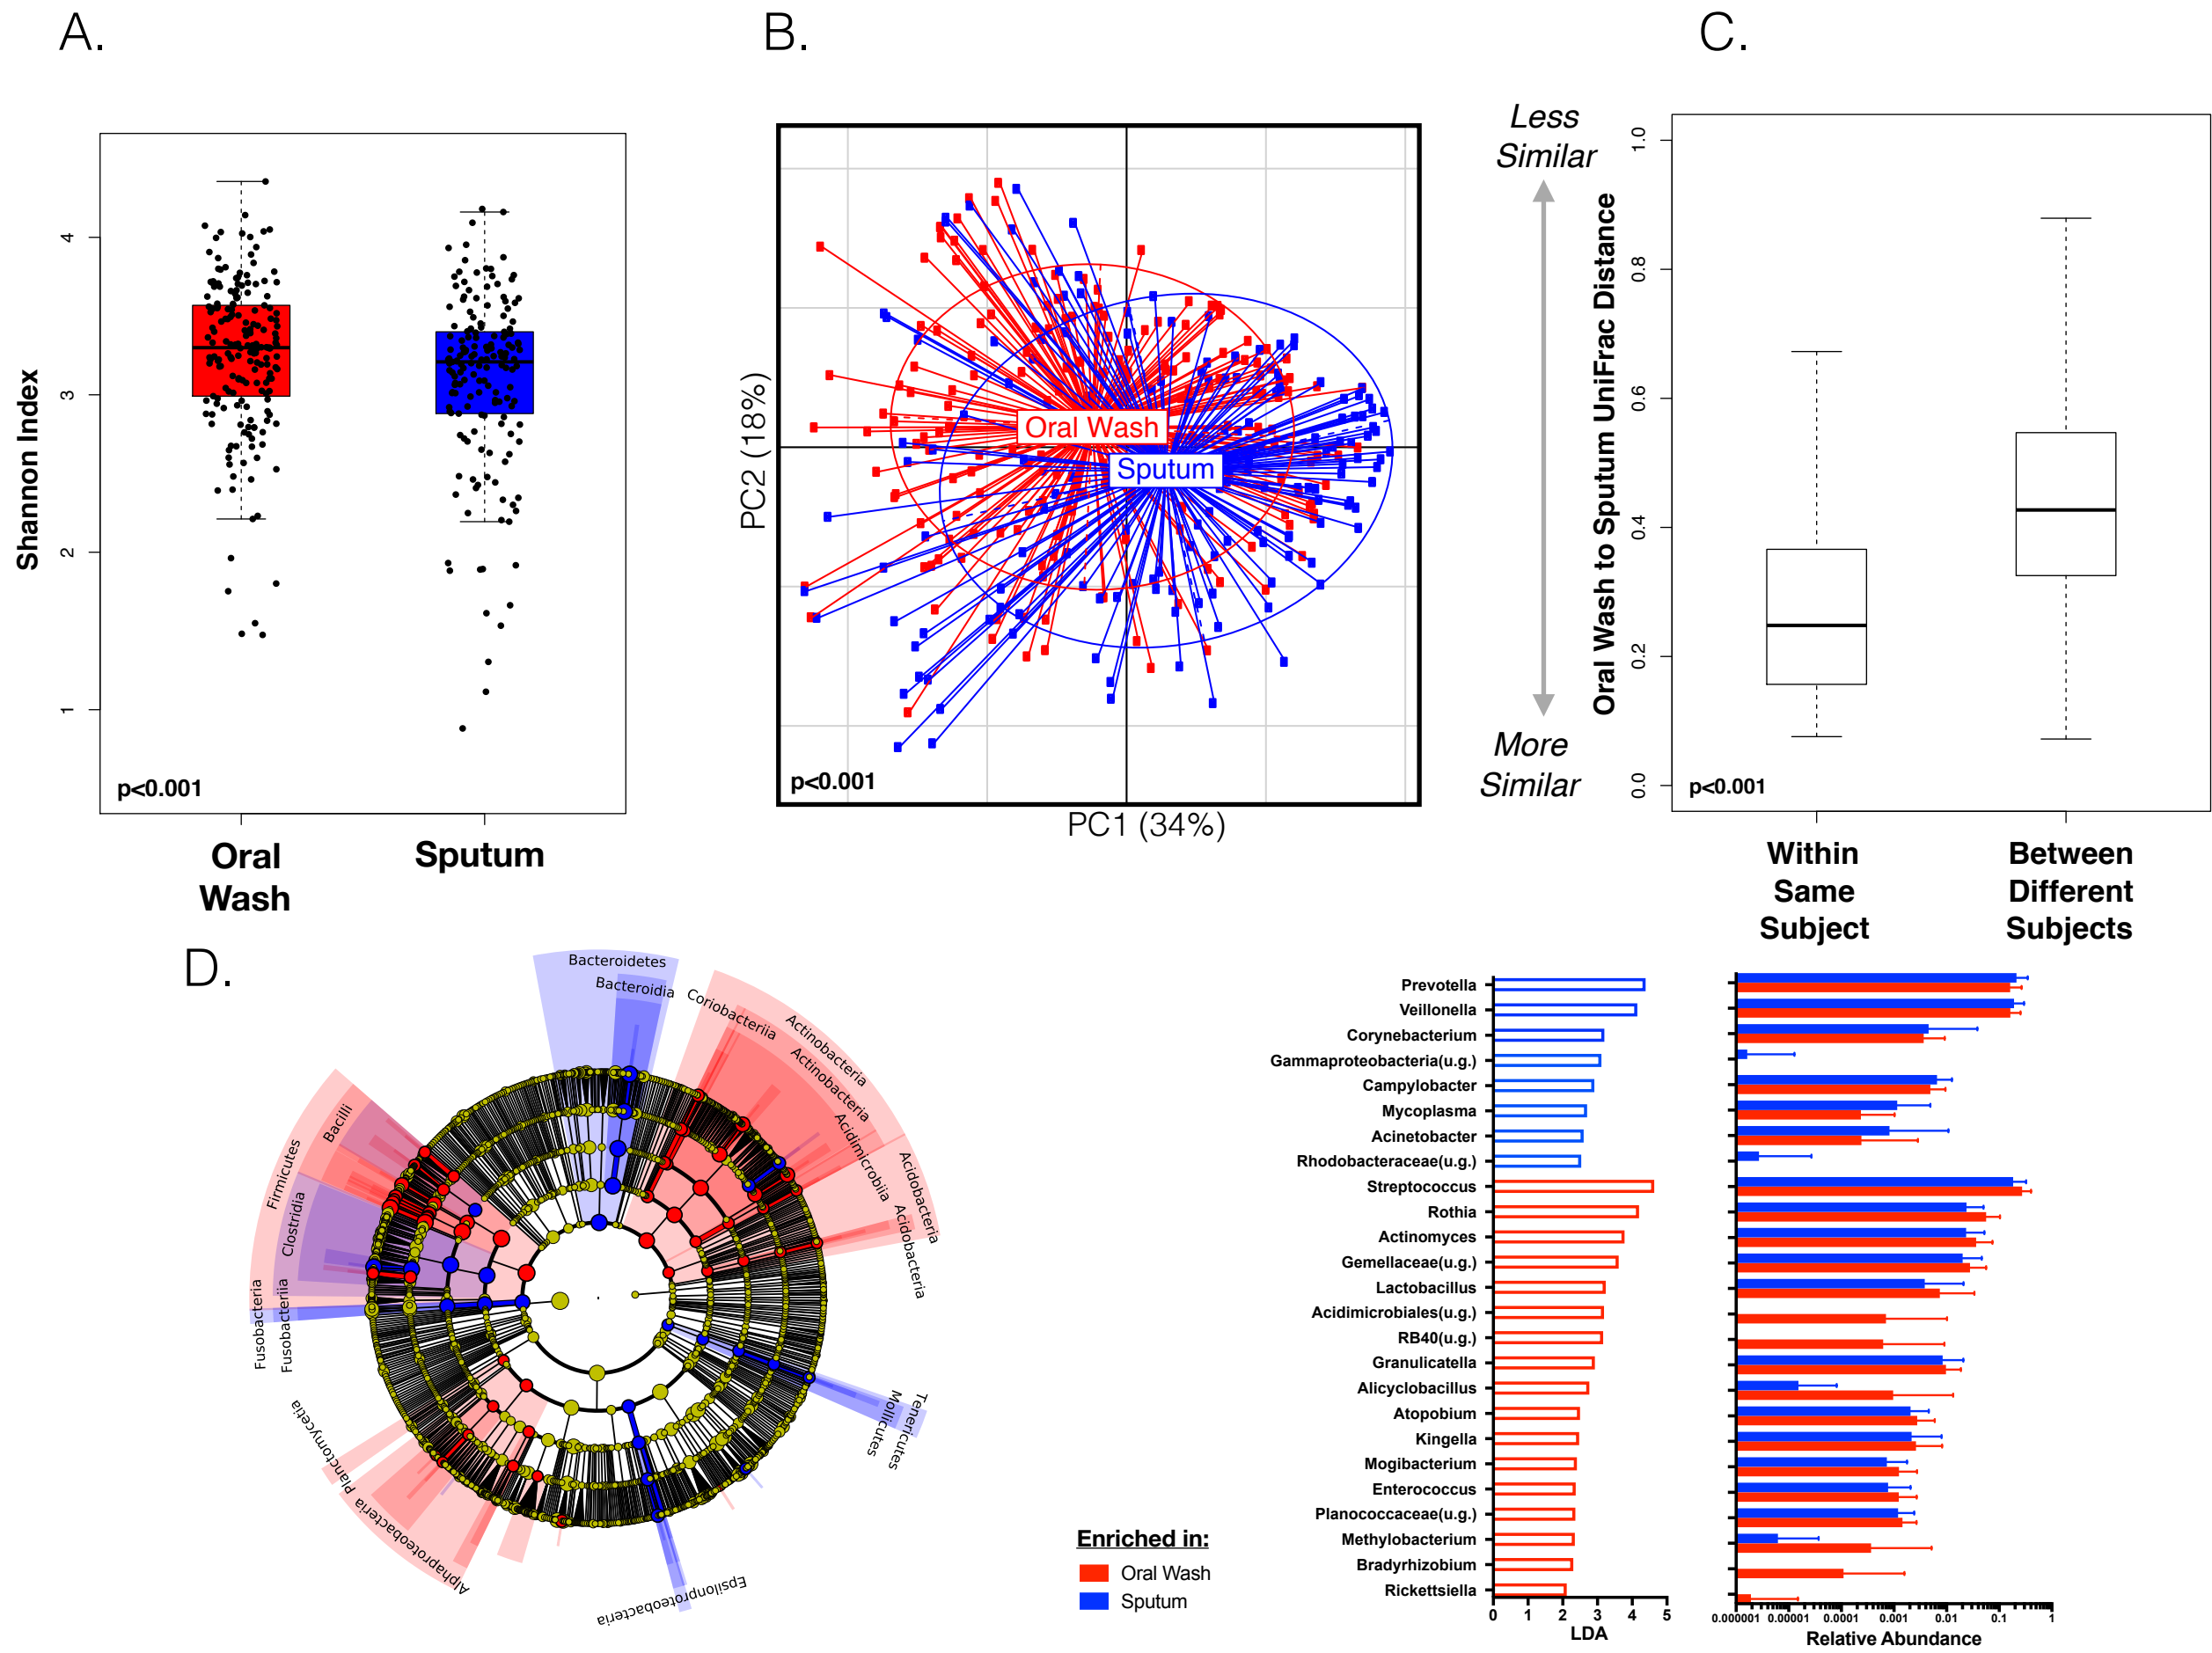 A.
Shannon Index
4
3
2
1
p<0.001
Oral
Wash
Sputum
B.
PC2 (18%)
Oral Wash
Sputum
p<0.001
PC1 (34%)
C.
Less
Similar
More
Similar
Oral Wash to Sputum UniFrac Distance
1.0
0.8
0.6
0.4
0.2
0.0
p<0.001
Within
Same
Subject
Between
Different
Subjects
D.
Bacteroidetes
Bacteroidia
Coriobacteriia
Actinobacteria
Actinobacteria
Acidimicrobiia
Acidobacteria
Acidobacteria
Bacilli
Firmicutes
Clostridia
Fusobacteria
Fusobacteriia
Planctomycetia
Alphaproteobacteria
Epsilonproteobacteria
Mollicutes
Tenericutes
Enriched in:
Oral Wash
Sputum
Prevotella
Veillonella
Corynebacterium
Gammaproteobacteria(u.g.)
Campylobacter
Mycoplasma
Acinetobacter
Rhodobacteraceae(u.g.)
Streptococcus
Rothia
Actinomyces
Gemellaceae(u.g.)
Lactobacillus
Acidimicrobiales(u.g.)
RB40(u.g.)
Granulicatella
Alicyclobacillus
Atopobium
Kingella
Mogibacterium
Enterococcus
Planococcaceae(u.g.)
Methylobacterium
Bradyrhizobium
Rickettsiella
0 1 2 3 4 5
LDA
0.000001 0.00001 0.0001 0.001 0.01 0.1 1
Relative Abundance